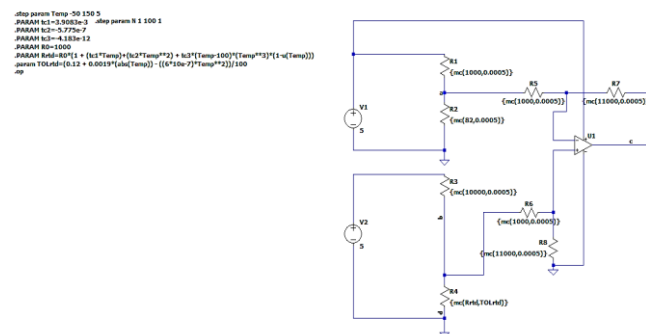 .step param Temp -50 150 5
.PARAM tc1=3.9083e-3 .step param N 1 100 1
.PARAM tc2=-5.775e-7
.PARAM tc3=-4.183e-12
.PARAM R0=1000
.PARAM Rrtd=R0*(1 + (tc1*Temp)+(tc2*Temp**2) + tc3*(Temp-100)*(Temp**3)*(1-u(Temp)))
.param TOLrtd=(0.12 + 0.0019*(abs(Temp)) - ((6*10e-7)*Temp**2))/100
.op
R1
{mc(1000,0.0005)}
a
R5
{mc(1000,0.0005)}
R7
{mc(11000,0.0005)}
V1
5
R2
{mc(82,0.0005)}
U1
c
R3
{mc(10000,0.0005)}
V2
5
b
R6
{mc(1000,0.0005)}
R8
{mc(11000,0.0005)}
R4
{mc(Rrtd,TOLrtd)}